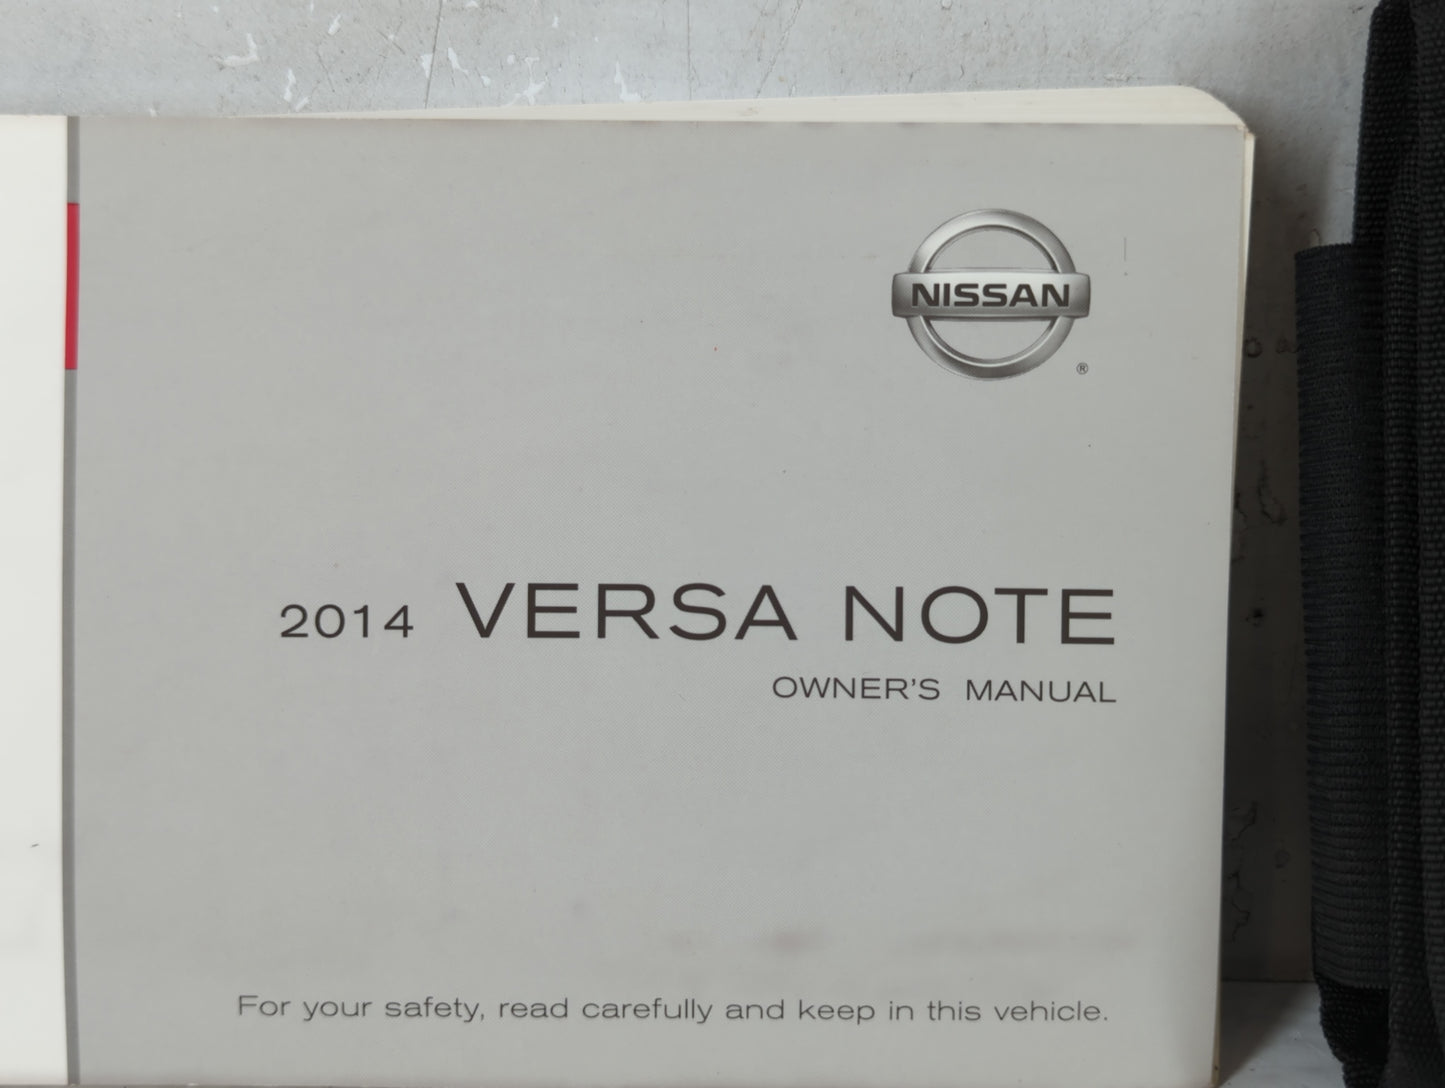 NISSAN
®
2014 VERSA NOTE
OWNER'S MANUAL
For your safety, read carefully and keep in this vehicle.